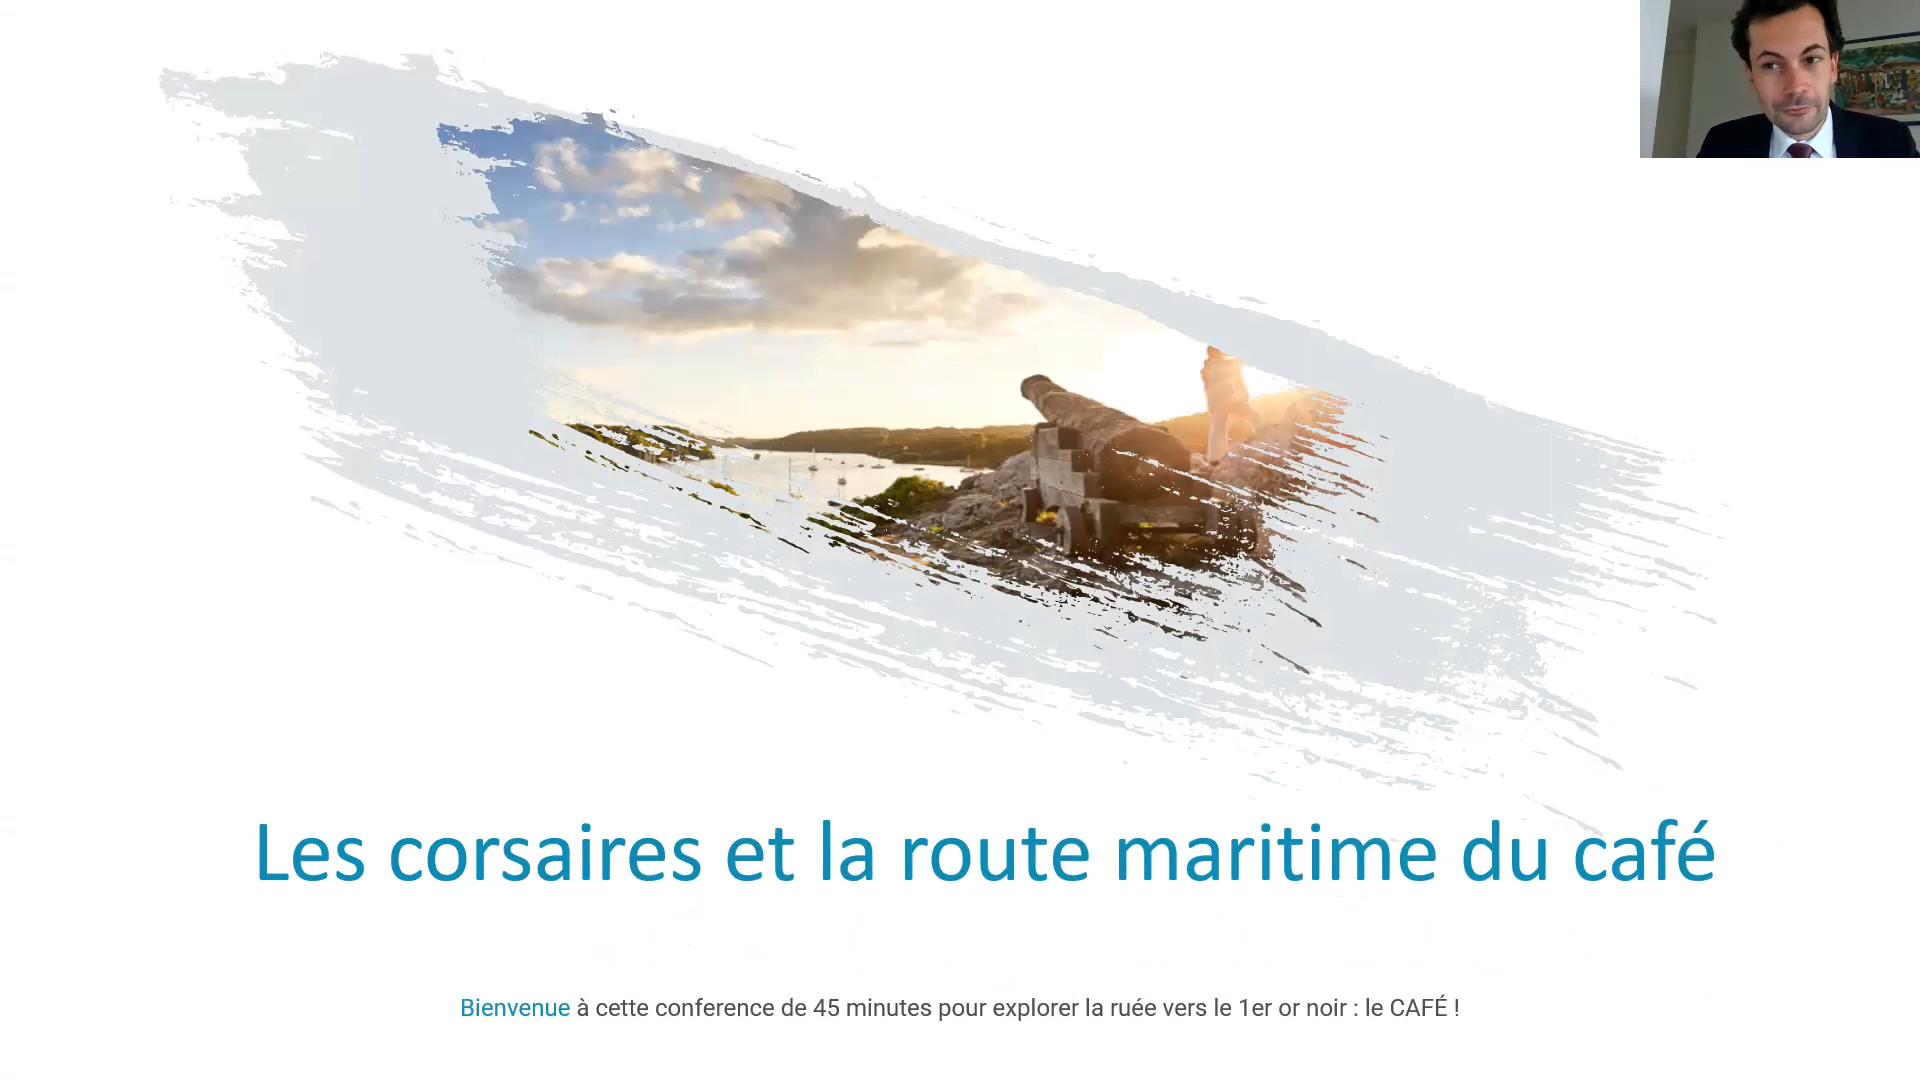 Les corsaires et la route maritime du café
Bienvenue à cette conference de 45 minutes pour explorer la ruée vers le 1er or noir : le CAFÉ !